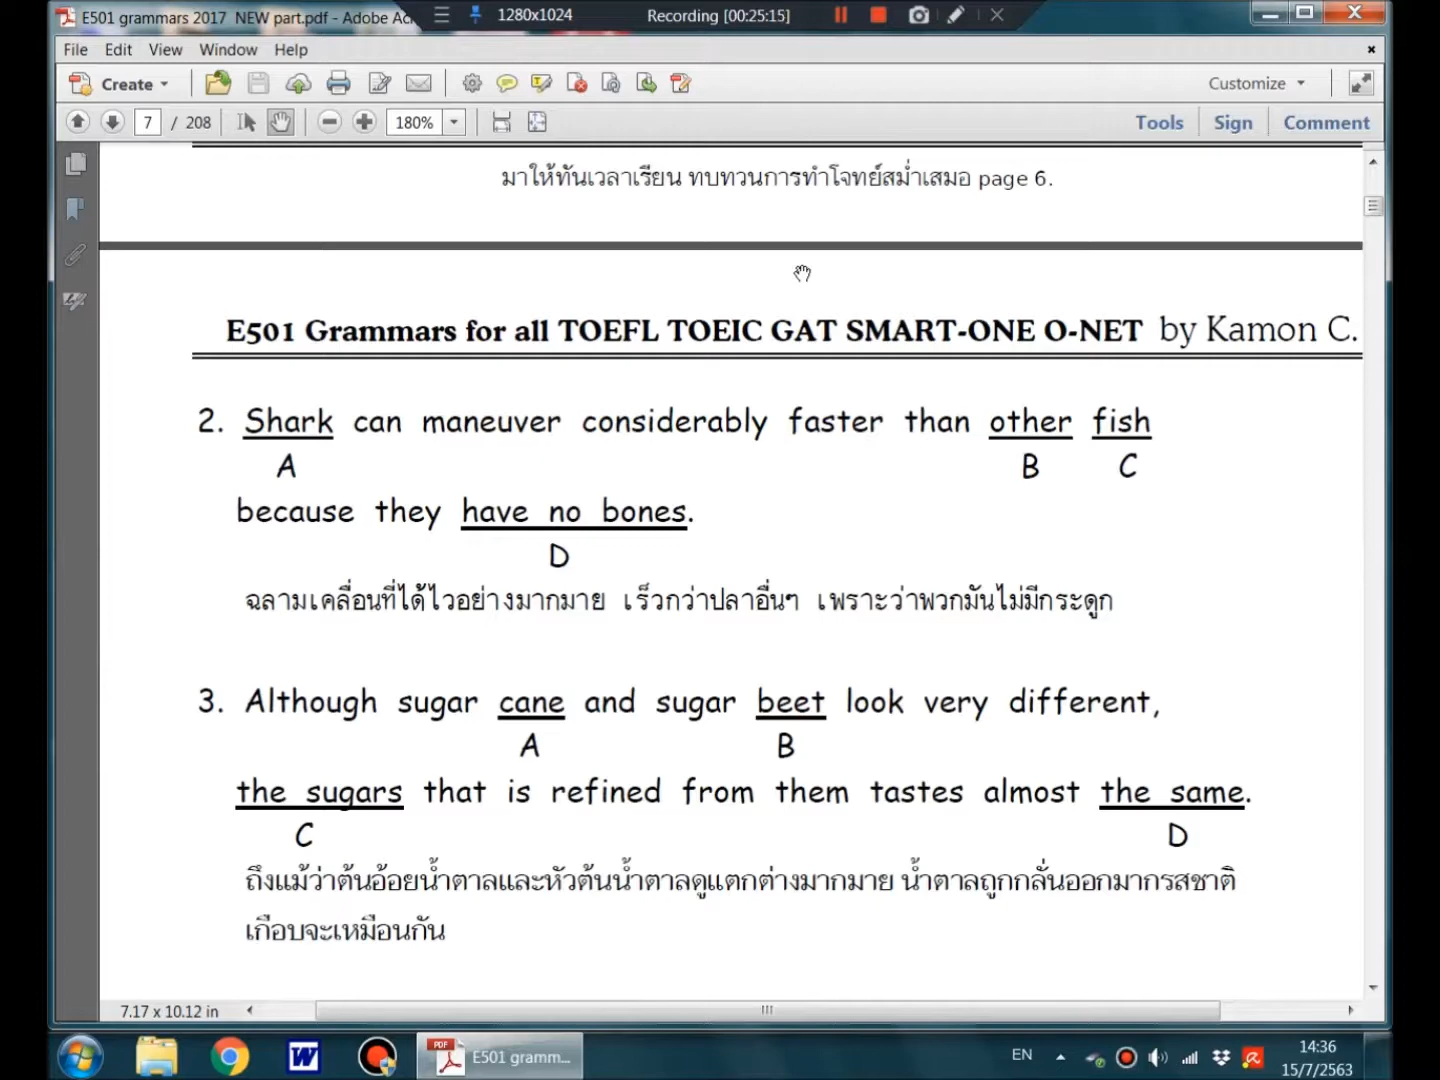 E501 grammars 2017 NEW part.pdf - Adobe Acr
1280x1024
Recording [00:25:15]
File Edit View Window Help
Create
Customize
7 / 208
180%
Tools Sign Comment
มาให้ทันเวลาเรียน ทบทวนการทำโจทย์สม่ำเสมอ page 6.
E501 Grammars for all TOEFL TOEIC GAT SMART-ONE O-NET by Kamon C.
2. Shark can maneuver considerably faster than other fish
A B C
because they have no bones.
D
ฉลามเคลื่อนที่ได้ไวอย่างมากมาย เร็วกว่าปลาอื่นๆ เพราะว่าพวกมันไม่มีกระดูก
3. Although sugar cane and sugar beet look very different,
A B
the sugars that is refined from them tastes almost the same.
C D
ถึงแม้ว่าต้นอ้อยน้ำตาลและหัวต้นน้ำตาลดูแตกต่างมากมาย น้ำตาลถูกกลั่นออกมากรสชาติ
เกือบจะเหมือนกัน
7.17 x 10.12 in
PDF
E501 gramm...
EN
14:36
15/7/2563